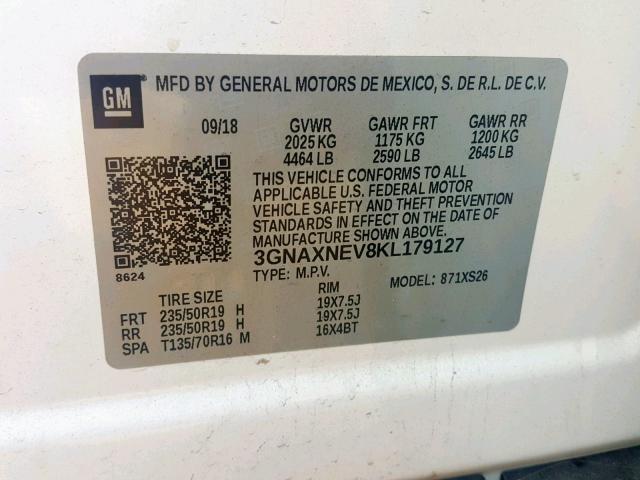 GM MFD BY GENERAL MOTORS DE MEXICO, S. DE R.L. DE C.V.
09/18 GVWR GAWR FRT GAWR RR
2025 KG 1175 KG 1200 KG
4464 LB 2590 LB 2645 LB
THIS VEHICLE CONFORMS TO ALL
APPLICABLE U.S. FEDERAL MOTOR
VEHICLE SAFETY AND THEFT PREVENTION
STANDARDS IN EFFECT ON THE DATE OF
MANUFACTURE SHOWN ABOVE.
3GNAXNEV8KL179127
8624 TYPE: M.P.V. MODEL: 871XS26
TIRE SIZE RIM
FRT 235/50R19 H 19X7.5J
RR 235/50R19 H 19X7.5J
SPA T135/70R16 M 16X4BT